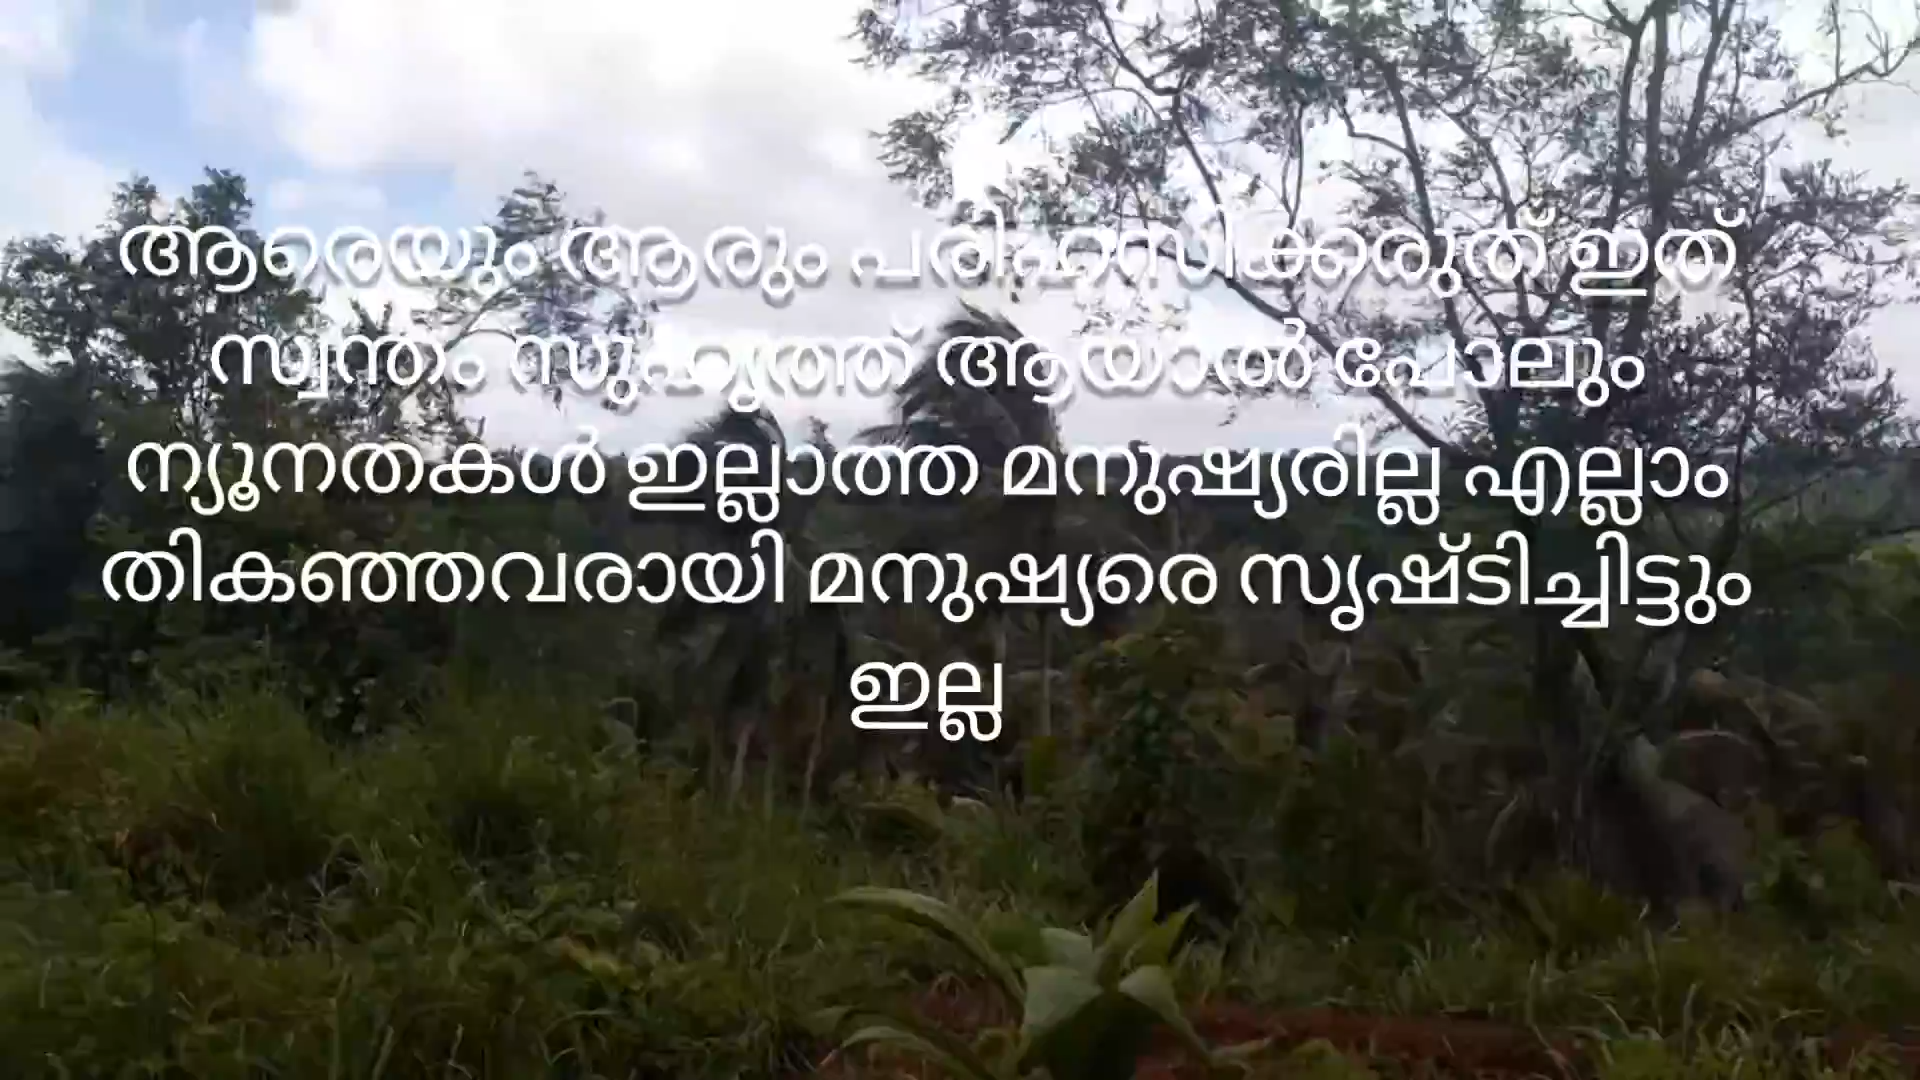 ആരെയും ആരും പരിഹസിക്കരുത് ഇത്
സ്വന്തം സുഹൃത്ത് ആയാൽ പോലും
ന്യൂനതകൾ ഇല്ലാത്ത മനുഷ്യരില്ല എല്ലാം
തികഞ്ഞവരായി മനുഷ്യരെ സൃഷ്ടിച്ചിട്ടും
ഇല്ല